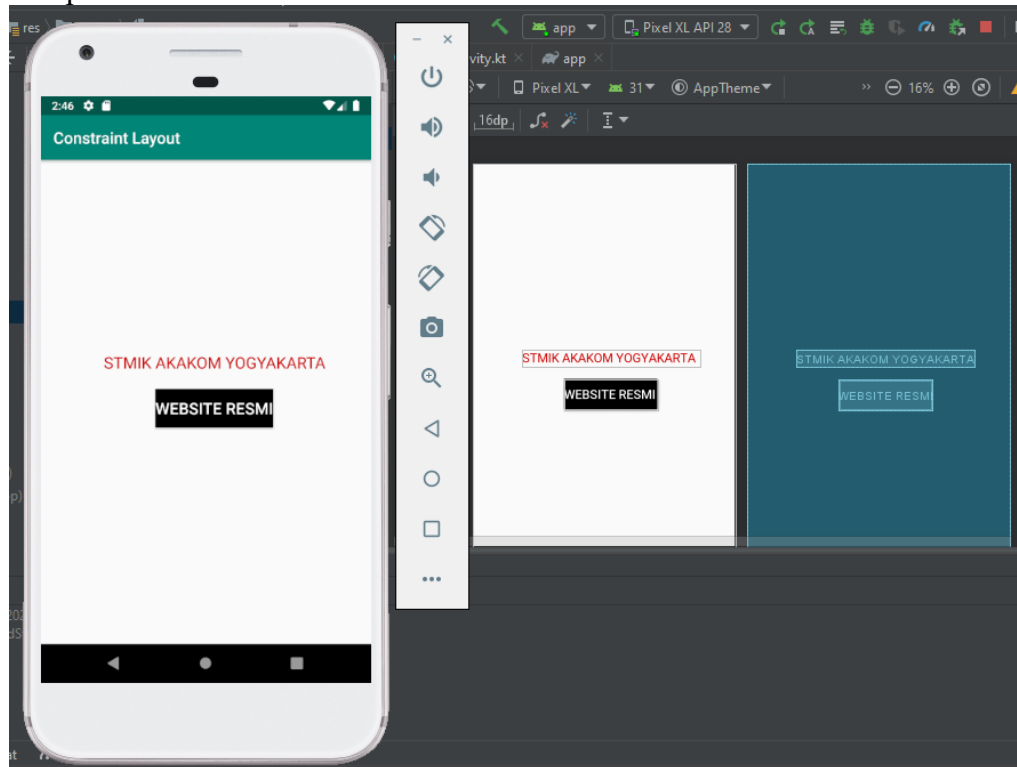 res
app
Pixel XL API 28
vity.kt
app
Pixel XL
31
AppTheme
16%
16dp
2:46
Constraint Layout
STMIK AKAKOM YOGYAKARTA
WEBSITE RESMI
STMIK AKAKOM YOGYAKARTA
WEBSITE RESMI
STMIK AKAKOM YOGYAKARTA
WEBSITE RESM